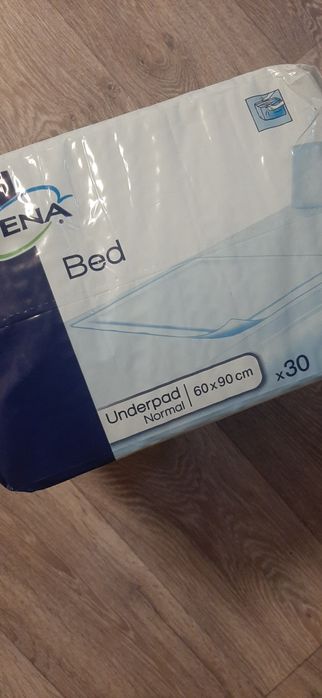 ENA
Bed
Underpad
Normal
60 x 90 cm
x30